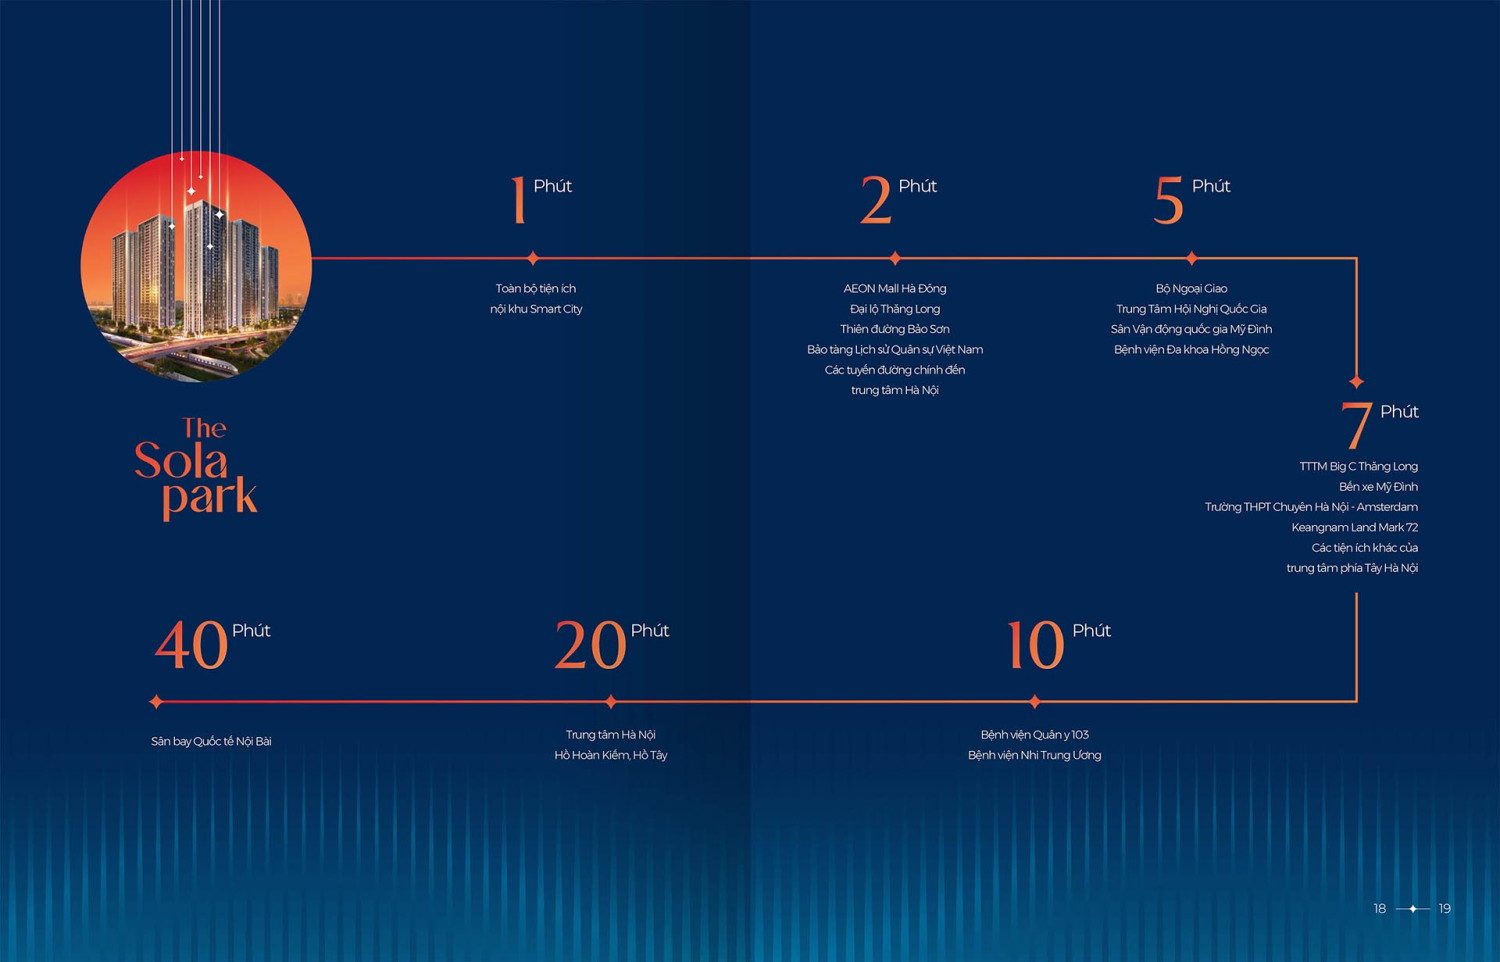 The
Sola
park
1 Phút
Toàn bộ tiện ích
nội khu Smart City
2 Phút
AEON Mall Hà Đông
Đại lộ Thăng Long
Thiên đường Bảo Sơn
Bảo tàng Lịch sử Quân sự Việt Nam
Các tuyến đường chính đến
trung tâm Hà Nội
5 Phút
Bộ Ngoại Giao
Trung Tâm Hội Nghị Quốc Gia
Sân Vận động quốc gia Mỹ Đình
Bệnh viện Đa khoa Hồng Ngọc
7 Phút
TTTM Big C Thăng Long
Bến xe Mỹ Đình
Trường THPT Chuyên Hà Nội - Amsterdam
Keangnam Land Mark 72
Các tiện ích khác của
trung tâm phía Tây Hà Nội
10 Phút
Bệnh viện Quân y 103
Bệnh viện Nhi Trung Ương
20 Phút
Trung tâm Hà Nội
Hồ Hoàn Kiếm, Hồ Tây
40 Phút
Sân bay Quốc tế Nội Bài
18 19